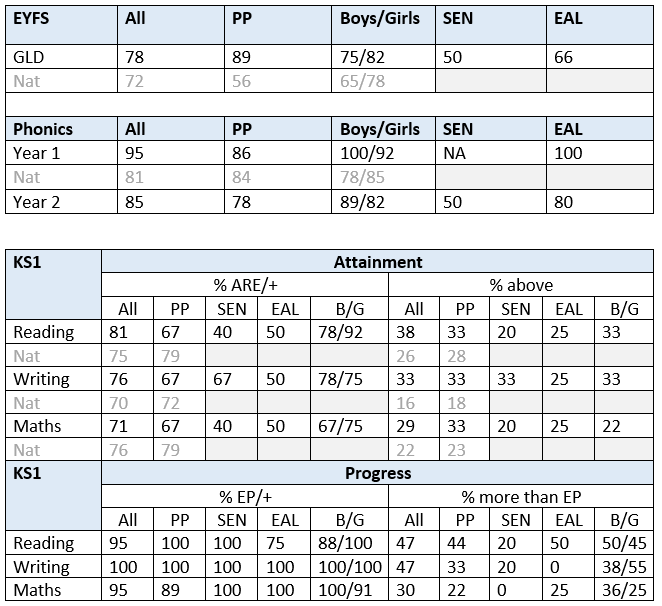 EYFS All PP Boys/Girls SEN EAL
GLD 78 89 75/82 50 66
Nat 72 56 65/78
Phonics All PP Boys/Girls SEN EAL
Year 1 95 86 100/92 NA 100
Nat 81 84 78/85
Year 2 85 78 89/82 50 80
KS1 Attainment
% ARE/+ % above
All PP SEN EAL B/G All PP SEN EAL B/G
Reading 81 67 40 50 78/92 38 33 20 25 33
Nat 75 79 26 28
Writing 76 67 67 50 78/75 33 33 33 25 33
Nat 70 72 16 18
Maths 71 67 40 50 67/75 29 33 20 25 22
Nat 76 79 22 23
KS1 Progress
% EP/+ % more than EP
All PP SEN EAL B/G All PP SEN EAL B/G
Reading 95 100 100 75 88/100 47 44 20 50 50/45
Writing 100 100 100 100 100/100 47 33 20 0 38/55
Maths 95 89 100 100 100/91 30 22 0 25 36/25